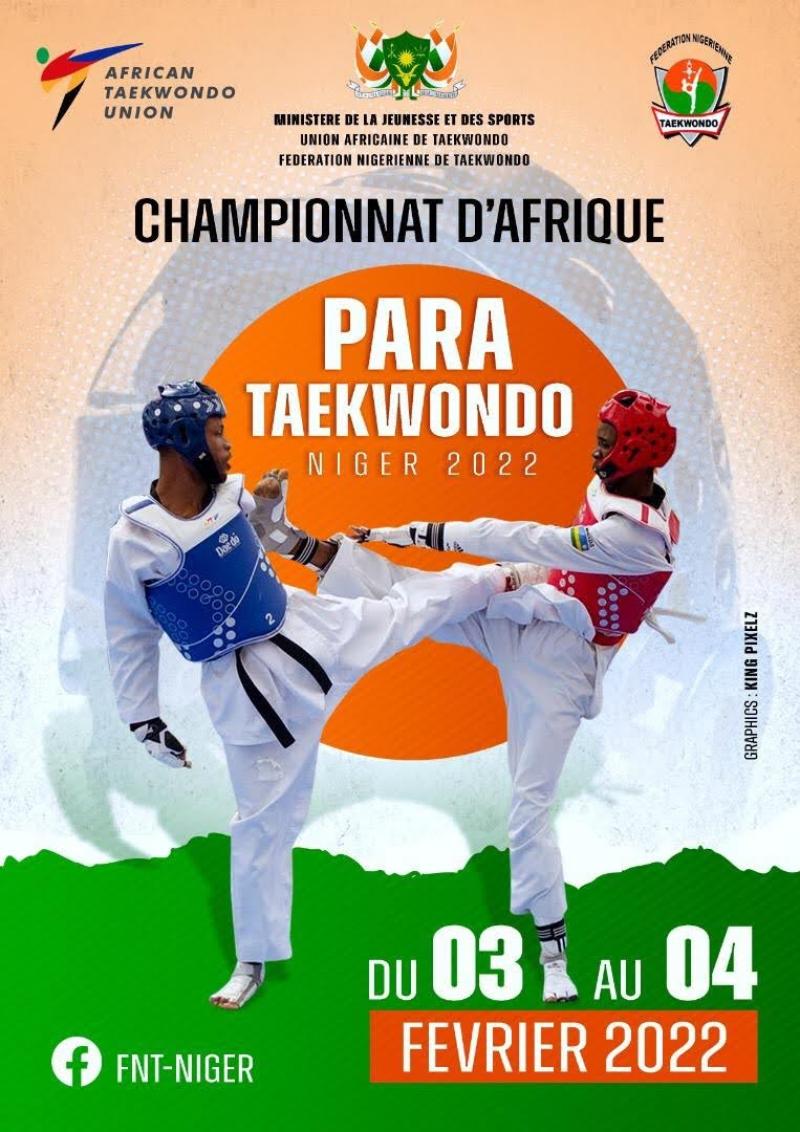 AFRICAN
TAEKWONDO
UNION
MINISTERE DE LA JEUNESSE ET DES SPORTS
UNION AFRICAINE DE TAEKWONDO
FEDERATION NIGERIENNE DE TAEKWONDO
FEDERATION NIGERIENNE
TAEKWONDO
CHAMPIONNAT D'AFRIQUE
PARA
TAEKWONDO
NIGER 2022
Daedo
2
GRAPHICS : KING PIXELZ
DU 03 AU 04
FEVRIER 2022
FNT-NIGER